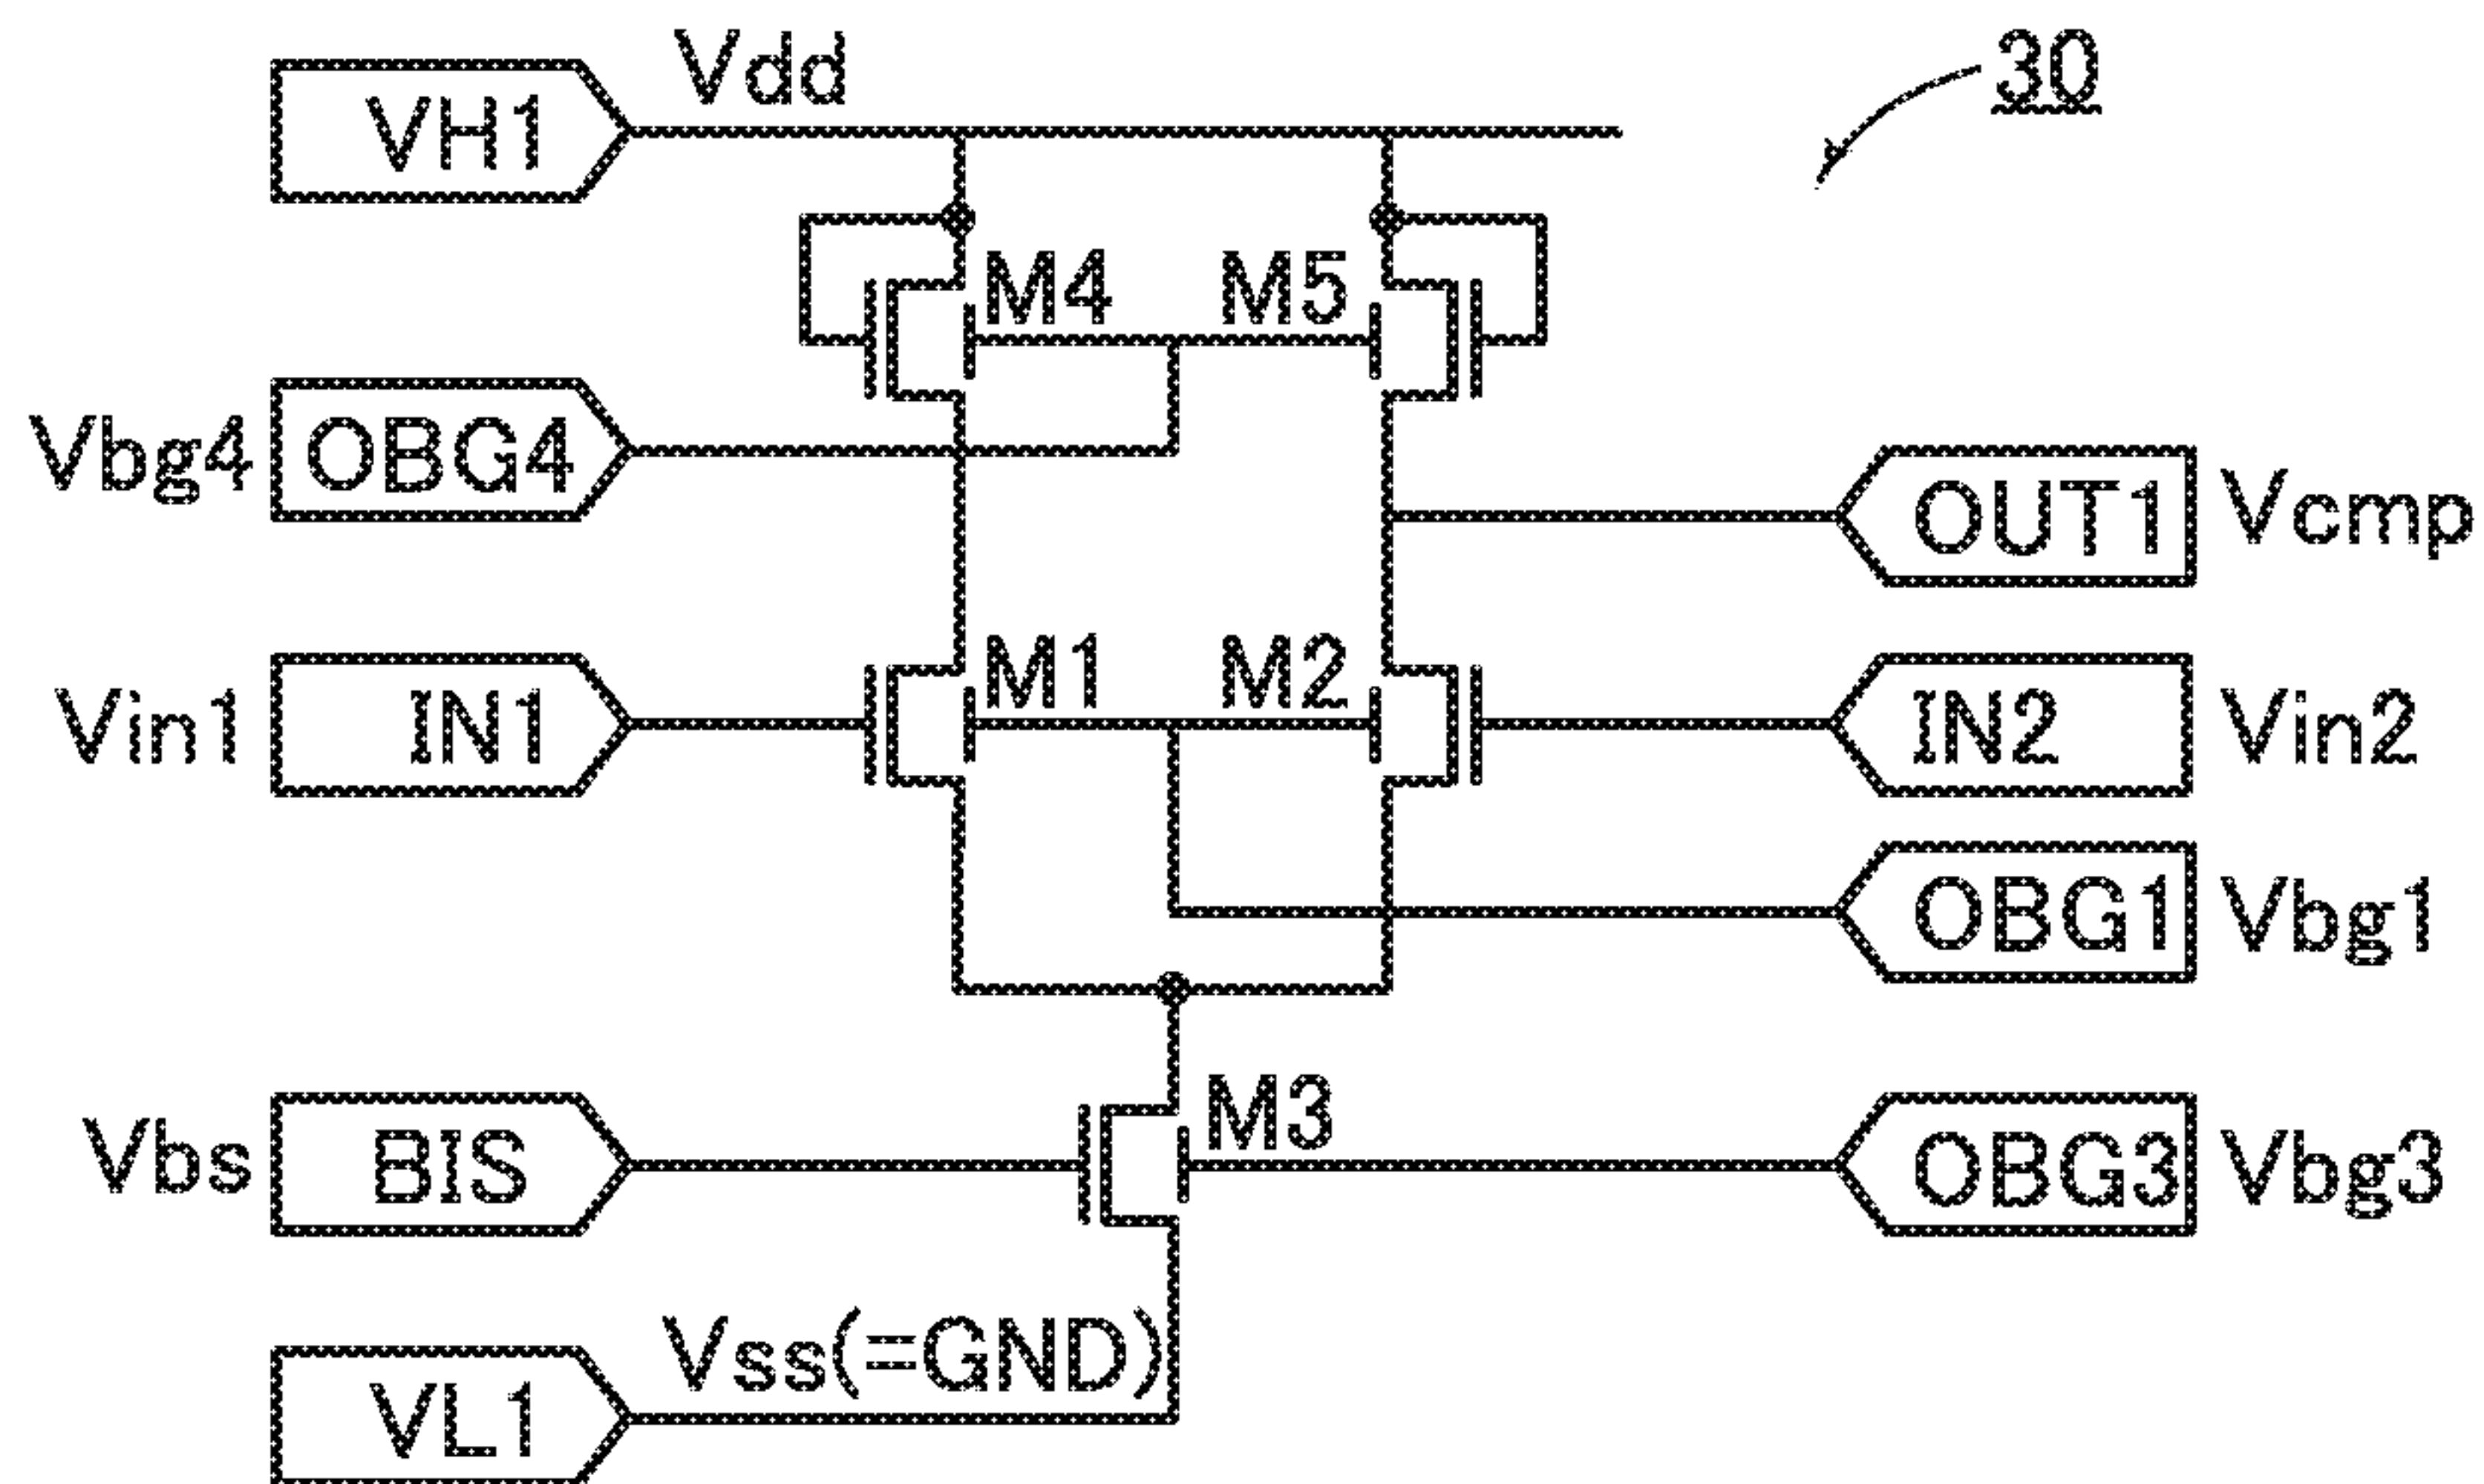 Vdd
30
VH1
M4 M5
Vbg4 OBG4
OUT1 Vcmp
M1 M2
Vin1 IN1
IN2 Vin2
OBG1 Vbg1
M3
Vbs BIS
OBG3 Vbg3
Vss(=GND)
VL1